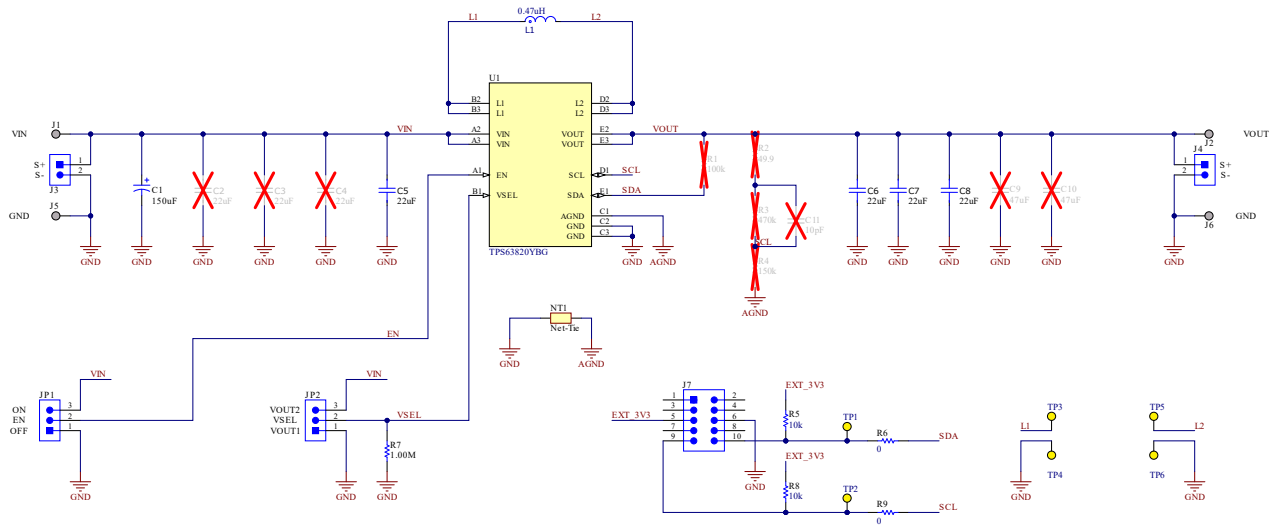 0.47uH
L1 L2
L1
U1
B2 L1 L2 D2
B3 L1 L2 D3
VIN J1 VIN A2 VIN VOUT E2 VOUT J2 VOUT
A3 VIN VOUT E3
S+ 1
S- 2
J3
A1 EN SCL D1 SCL
B1 VSEL SDA E1 SDA
AGND C1
GND C2
GND C3
TPS63820YBG
GND J5
C1
150uF
C2
22uF
C3
22uF
C4
22uF
C5
22uF
R1
100k
R2
49.9
R3
470k
C11
10pF
SCL
R4
150k
C6
22uF
C7
22uF
C8
22uF
C9
47uF
C10
47uF
J4
1 S+
2 S-
GND
J6
GND GND GND GND GND GND GND AGND GND GND GND GND GND GND
AGND
NT1
Net-Tie
GND AGND
EN
JP1
VIN
ON 3
EN 2
OFF 1
GND
JP2
VIN
VOUT2 3
VSEL 2
VOUT1 1
VSEL
R7
1.00M
GND GND
J7
1 2
3 4
5 6
7 8
9 10
EXT_3V3
EXT_3V3
R5
10k
TP1
R6
0
SDA
GND
EXT_3V3
R8
10k
TP2
R9
0
SCL
TP3
L1
TP4
GND
TP5
L2
TP6
GND